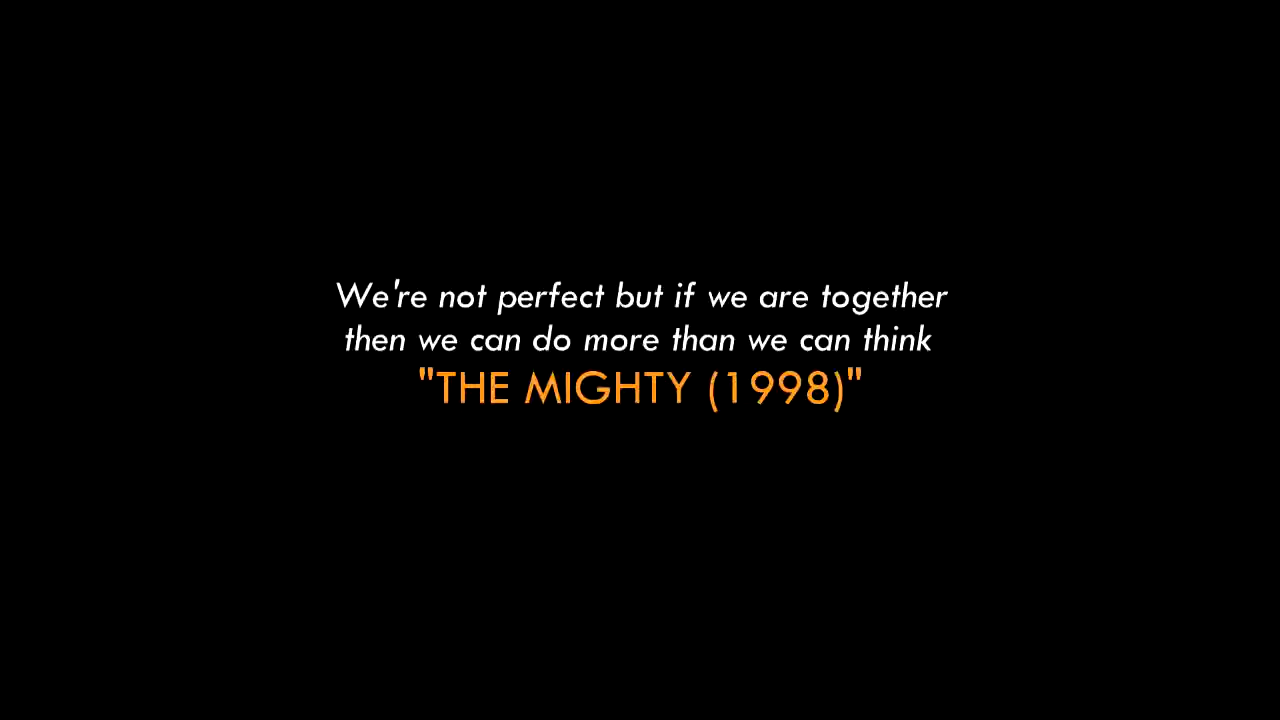 We're not perfect but if we are together
then we can do more than we can think
"THE MIGHTY (1998)"